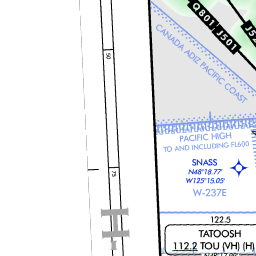 Q801 J501
J5
CANADA ADIZ PACIFIC COAST
50
PACIFIC HIGH
TO AND INCLUDING FL600
SNASS
N48°18.77'
W125°15.05'
W-237E
75
122.5
TATOOSH
112.2 TOU (VH) (H)